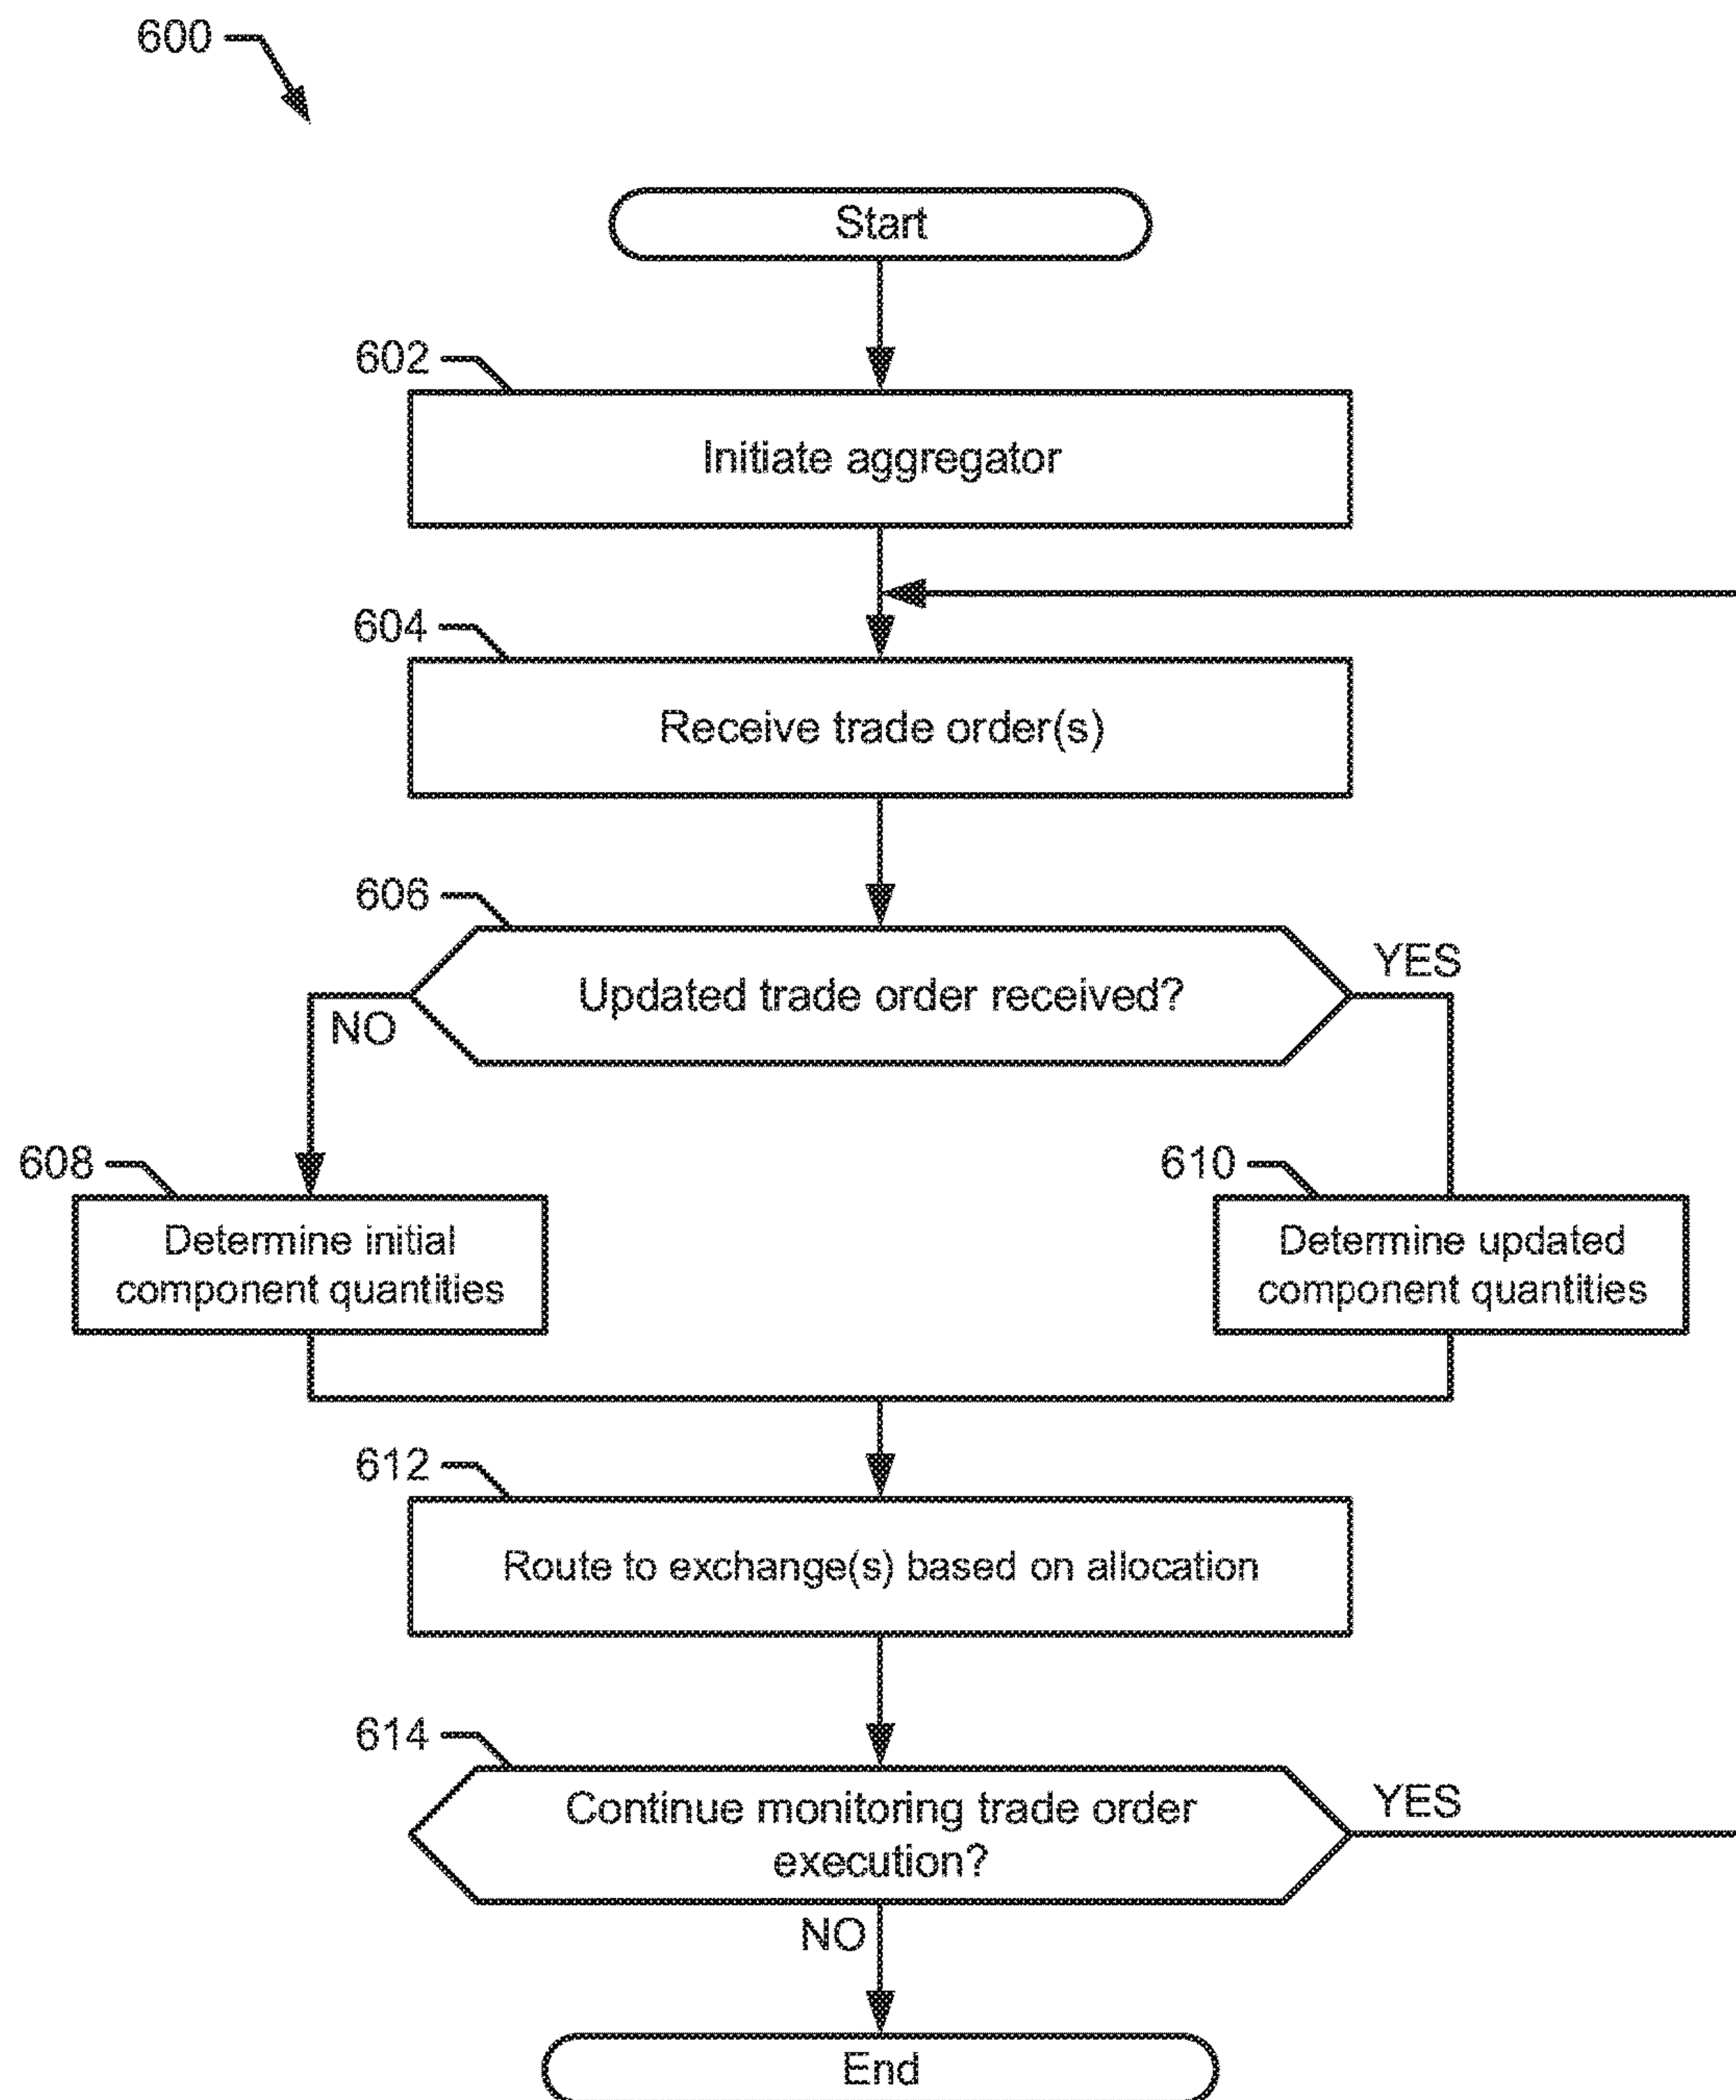 600
Start
602
Initiate aggregator
604
Receive trade order(s)
606
Updated trade order received?
YES
NO
608
Determine initial
component quantities
610
Determine updated
component quantities
612
Route to exchange(s) based on allocation
614
Continue monitoring trade order
execution?
YES
NO
End